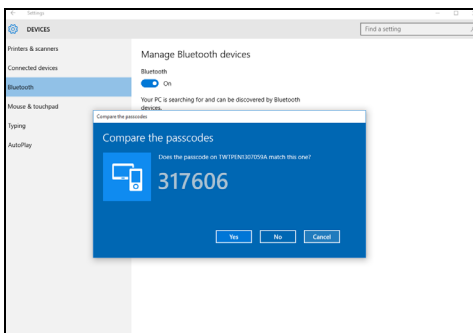 Settings
DEVICES
Find a setting
Printers & scanners
Connected devices
Bluetooth
Mouse & touchpad
Typing
AutoPlay
Manage Bluetooth devices
Bluetooth
On
Your PC is searching for and can be discovered by Bluetooth
devices.
Compare the passcodes
Compare the passcodes
Does the passcode on TWTPEN1307059A match this one?
317606
Yes
No
Cancel